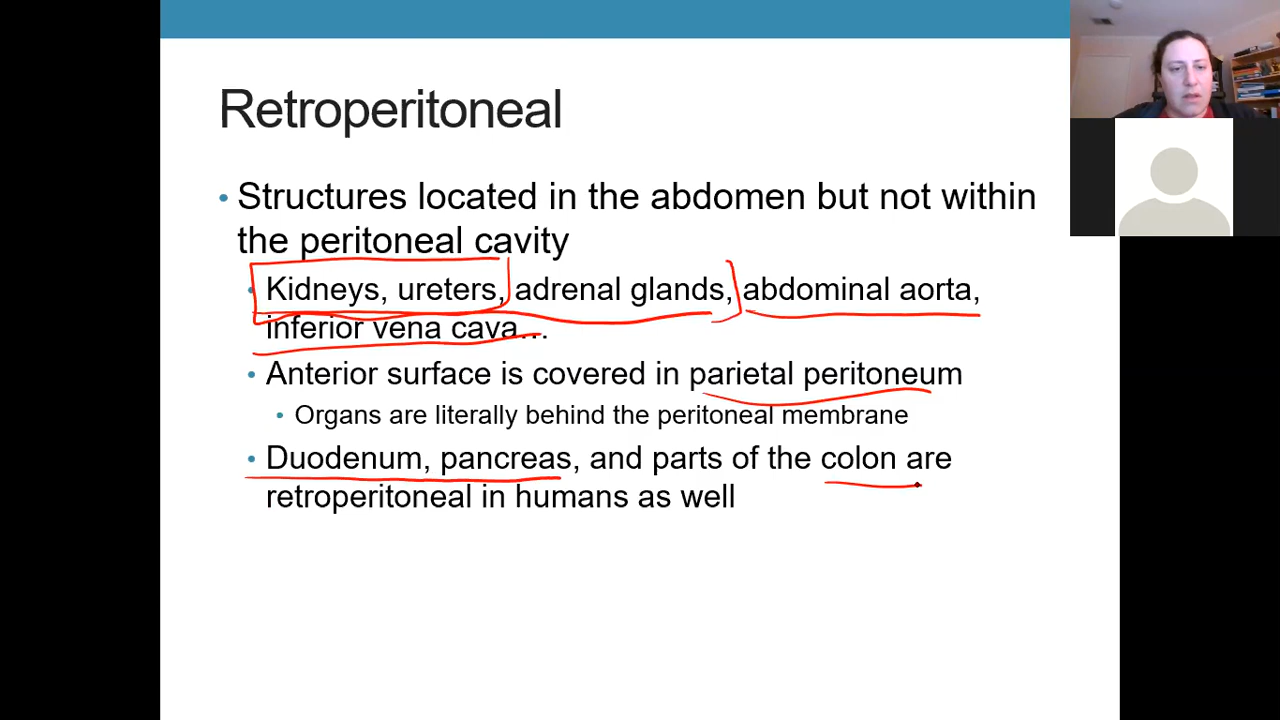 Retroperitoneal
• Structures located in the abdomen but not within
the peritoneal cavity
• Kidneys, ureters, adrenal glands, abdominal aorta,
inferior vena cava…
• Anterior surface is covered in parietal peritoneum
• Organs are literally behind the peritoneal membrane
• Duodenum, pancreas, and parts of the colon are
retroperitoneal in humans as well